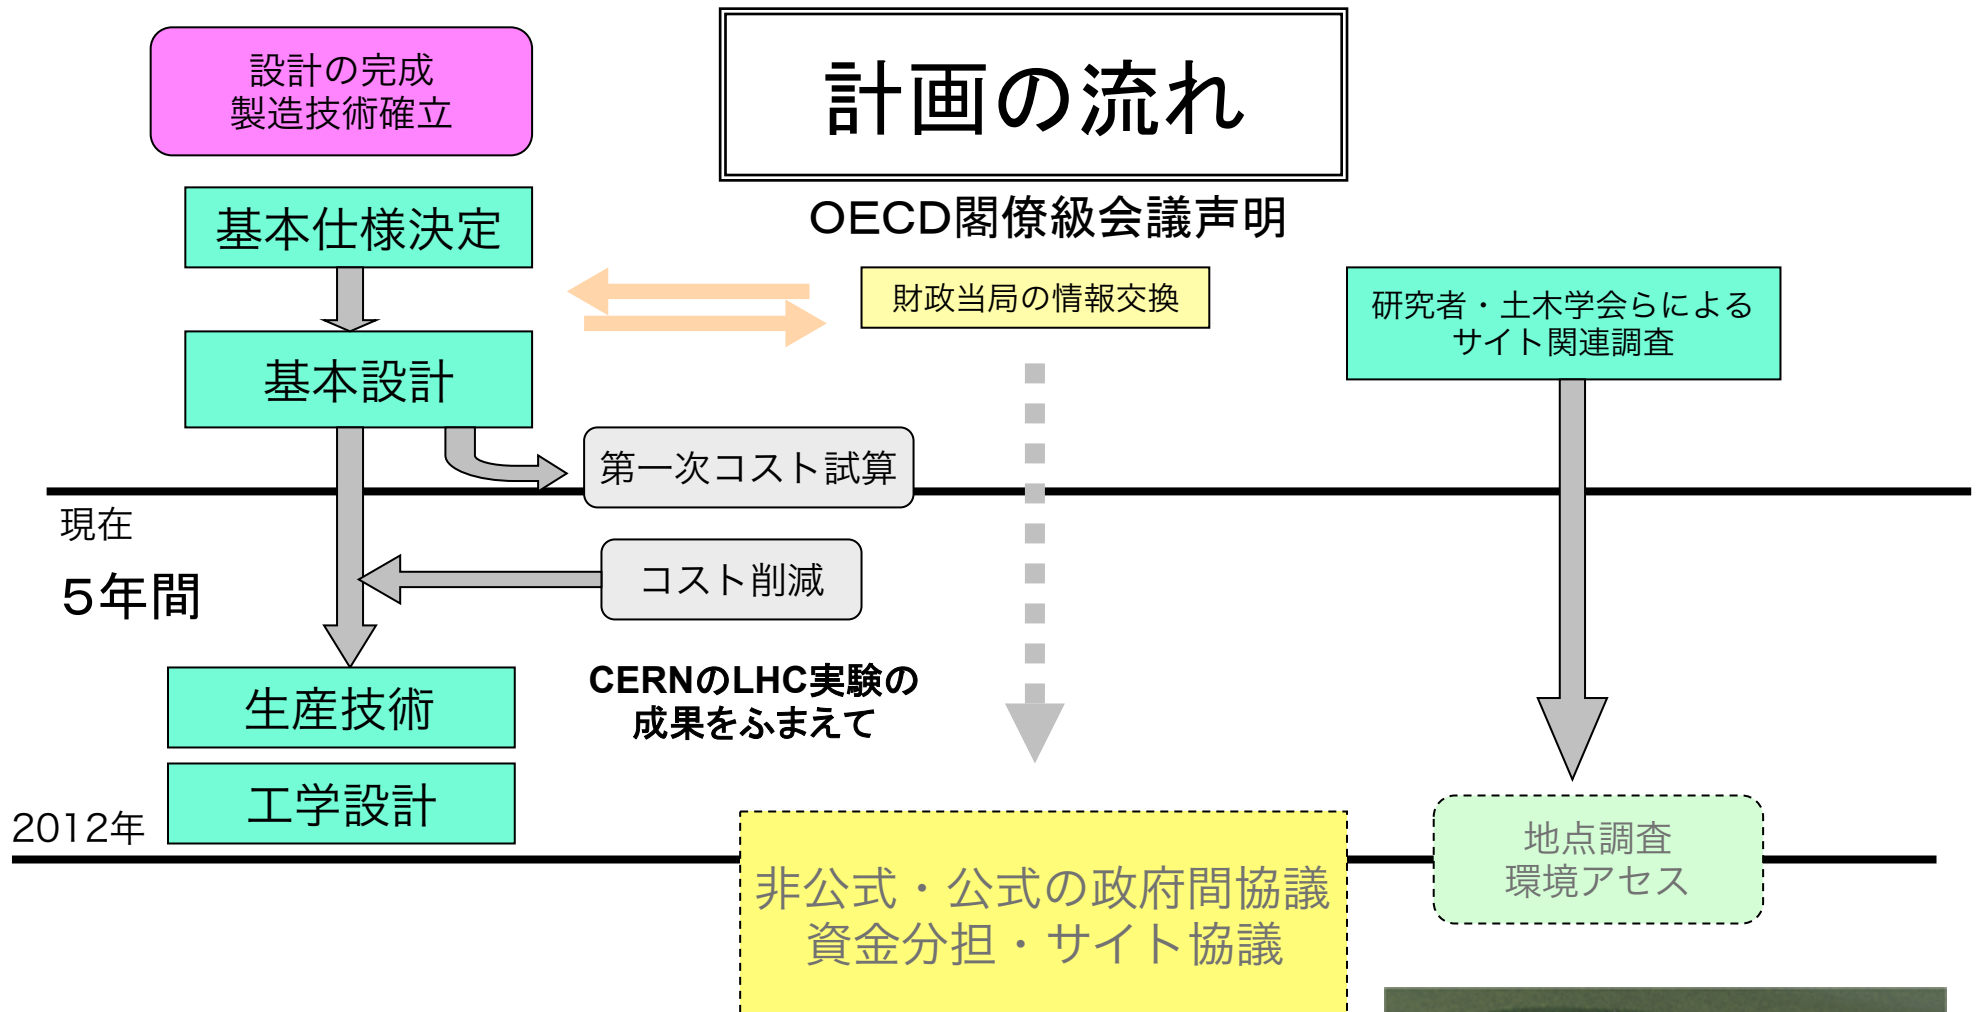 設計の完成
製造技術確立
計画の流れ
OECD閣僚級会議声明
基本仕様決定
財政当局の情報交換
研究者・土木学会らによる
サイト関連調査
基本設計
第一次コスト試算
現在
5年間
コスト削減
CERNのLHC実験の
成果をふまえて
生産技術
工学設計
2012年
非公式・公式の政府間協議
資金分担・サイト協議
地点調査
環境アセス